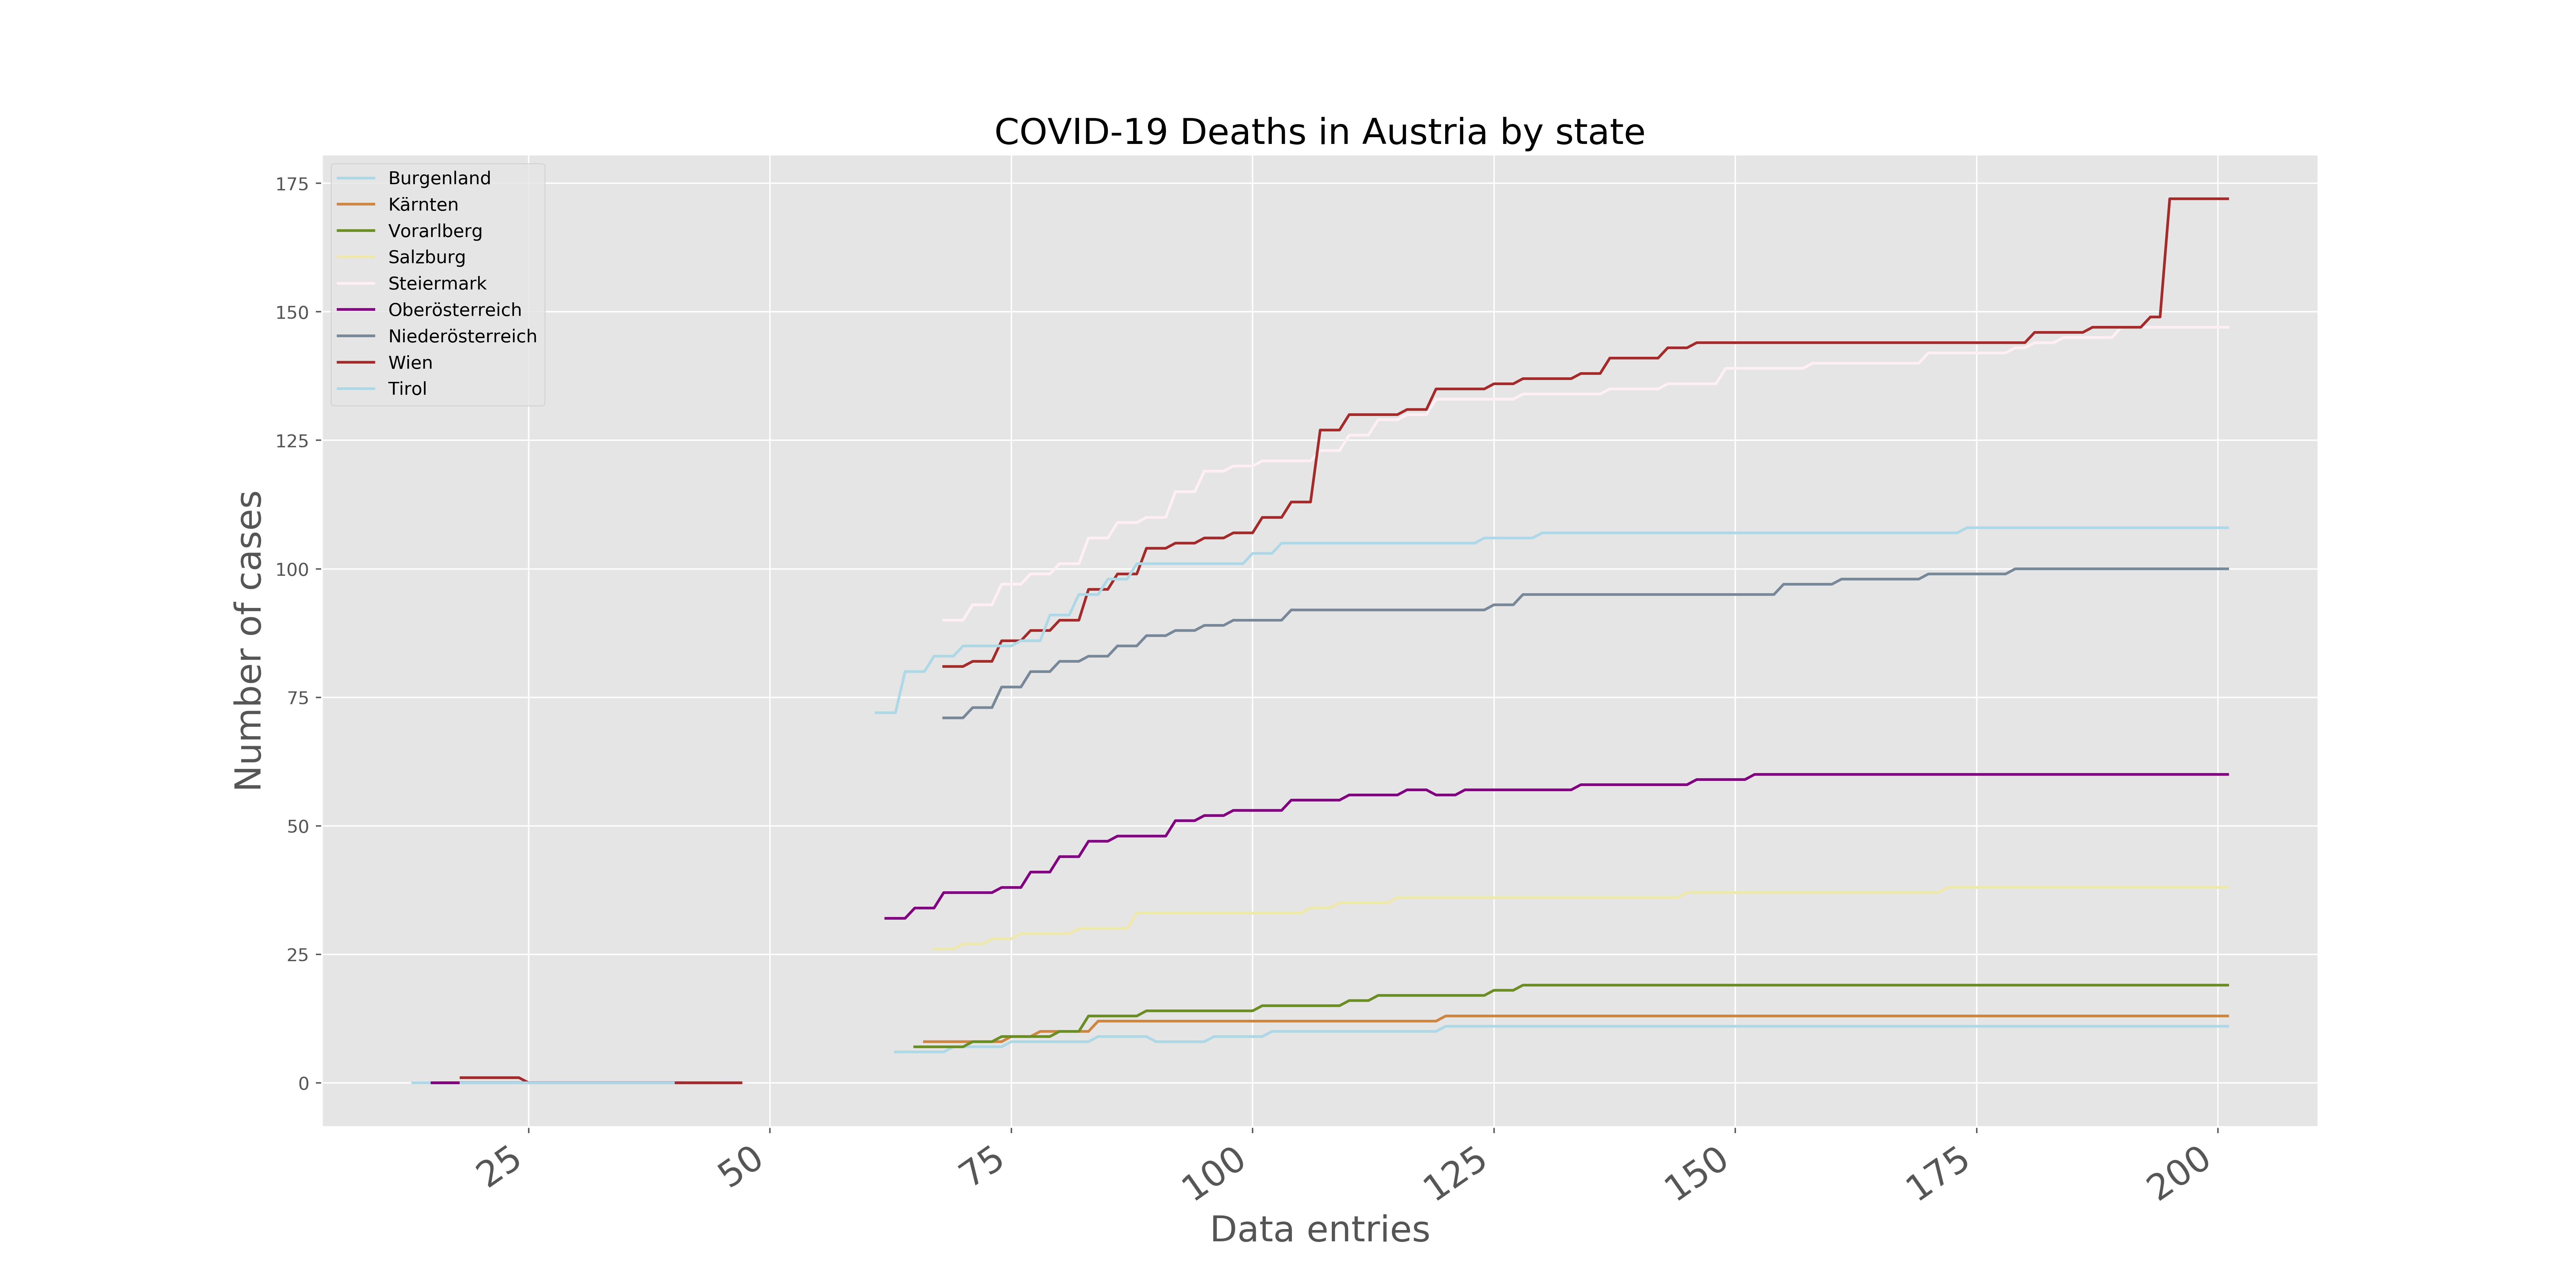 COVID-19 Deaths in Austria by state
175
150
125
100
75
50
25
0
Number of cases
Burgenland
Kärnten
Vorarlberg
Salzburg
Steiermark
Oberösterreich
Niederösterreich
Wien
Tirol
25 50 75 100 125 150 175 200
Data entries